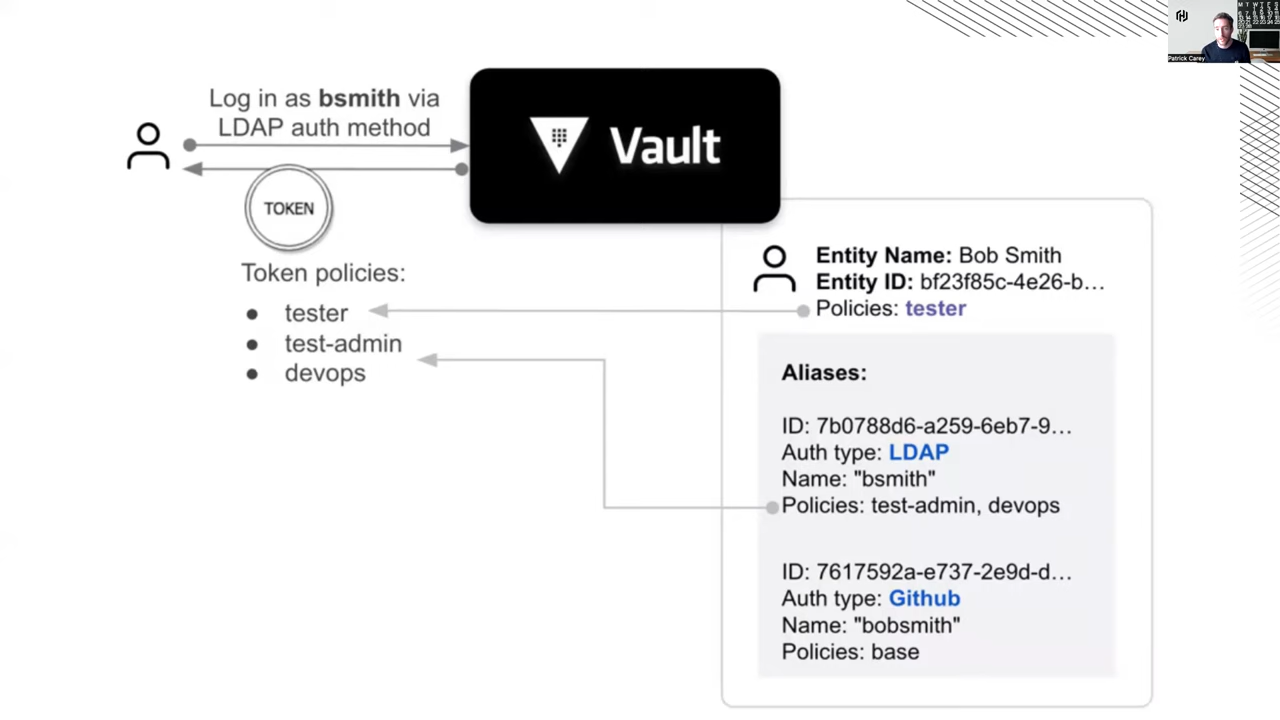 Patrick Carey
Log in as bsmith via
LDAP auth method
Vault
TOKEN
Token policies:
• tester
• test-admin
• devops
Entity Name: Bob Smith
Entity ID: bf23f85c-4e26-b…
Policies: tester
Aliases:
ID: 7b0788d6-a259-6eb7-9…
Auth type: LDAP
Name: "bsmith"
Policies: test-admin, devops
ID: 7617592a-e737-2e9d-d…
Auth type: Github
Name: "bobsmith"
Policies: base